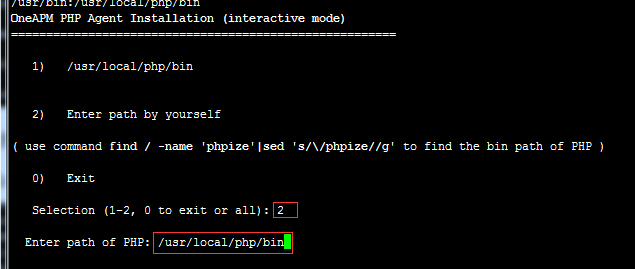 /usr/bin:/usr/local/php/bin
OneAPM PHP Agent Installation (interactive mode)
=======================================================
1) /usr/local/php/bin
2) Enter path by yourself
( use command find / -name 'phpize'|sed 's/\/phpize//g' to find the bin path of PHP )
0) Exit
Selection (1-2, 0 to exit or all): 2
Enter path of PHP: /usr/local/php/bin